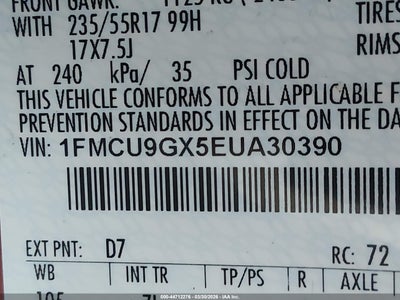 FRONT GAWR:
TIRES
WITH 235/55R17 99H
17X7.5J
RIMS
AT 240 kPa/ 35 PSI COLD
THIS VEHICLE CONFORMS TO ALL APPLICABLE F
PREVENTION STANDARDS IN EFFECT ON THE DA
VIN: 1FMCU9GX5EUA30390
EXT PNT: D7
RC: 72
WB INT TR TP/PS R AXLE
105